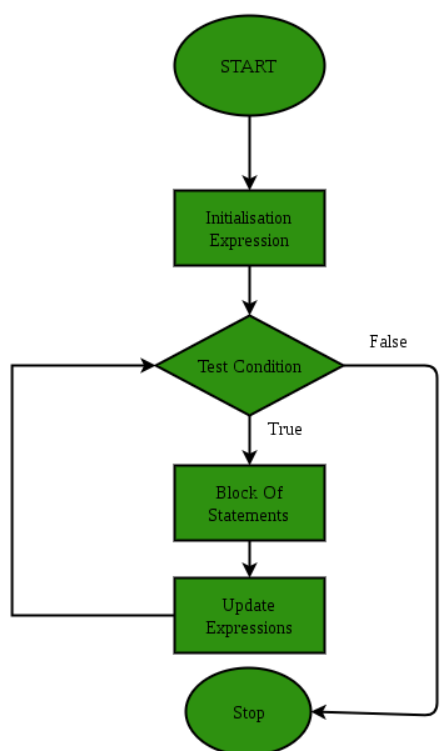 START
Initialisation
Expression
False
Test Condition
True
Block Of
Statements
Update
Expressions
Stop